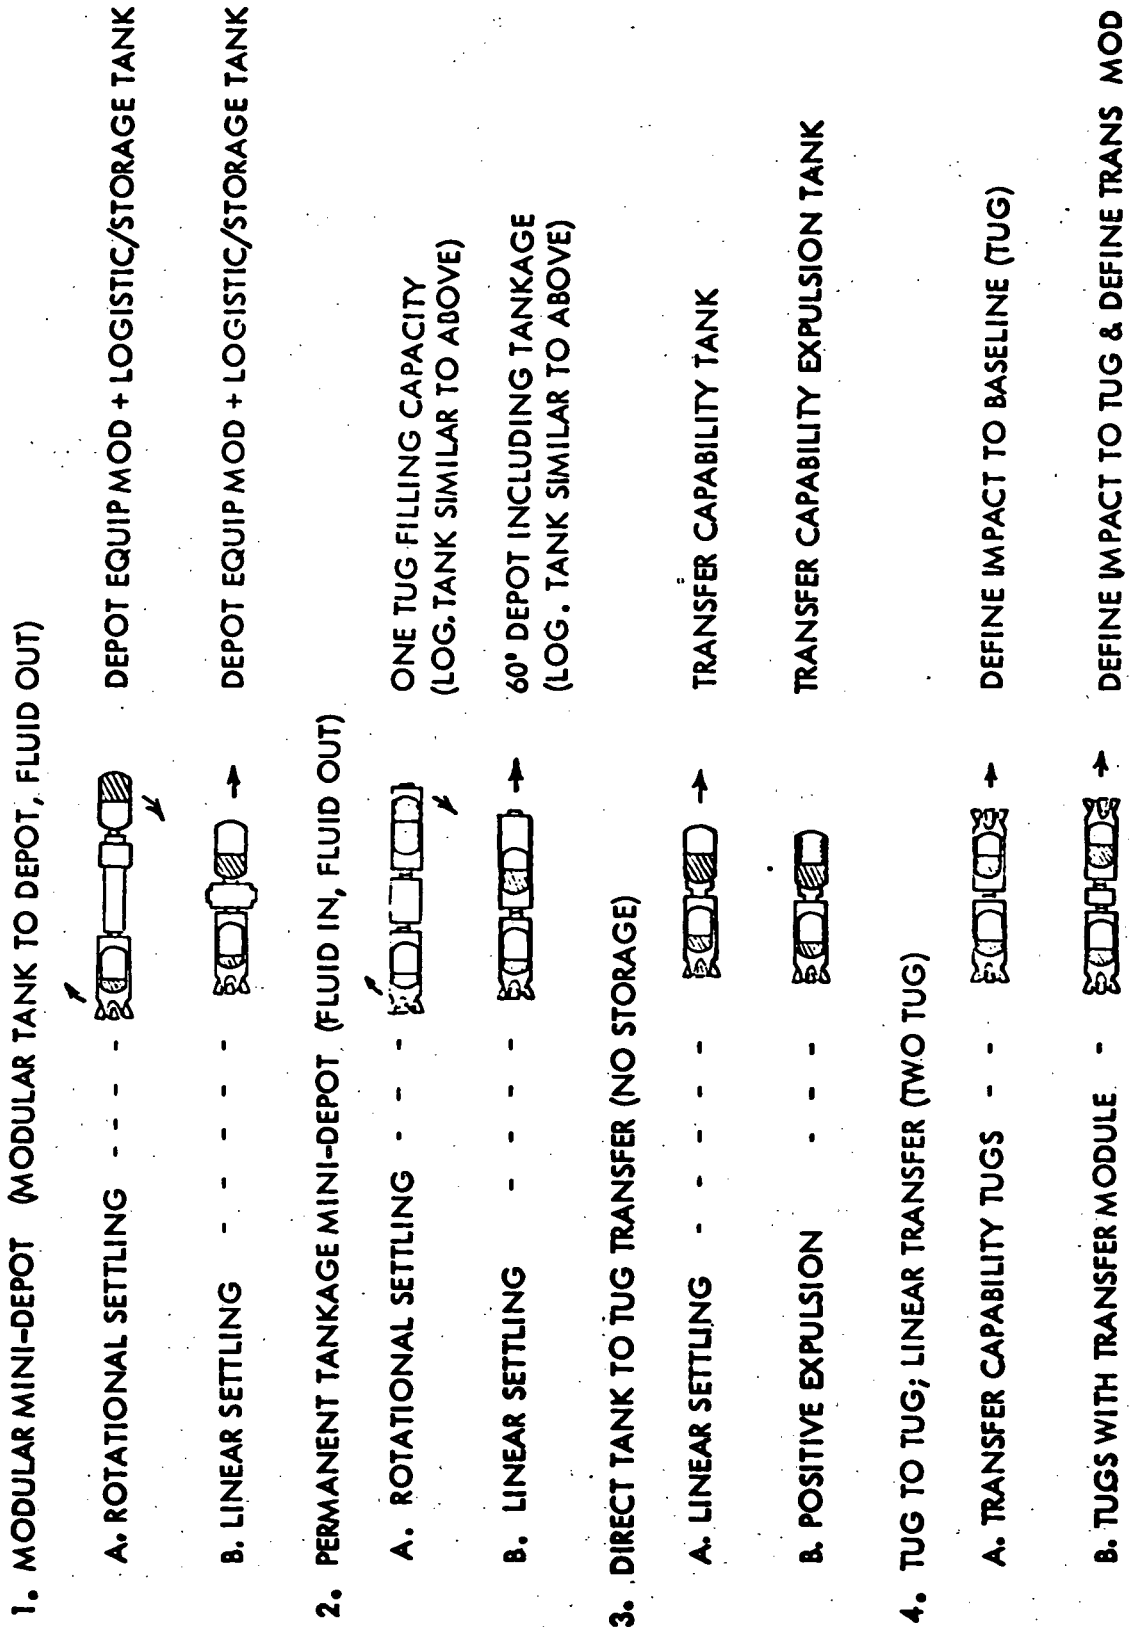 1. MODULAR MINI-DEPOT (MODULAR TANK TO DEPOT, FLUID OUT)
A. ROTATIONAL SETTLING - - - - DEPOT EQUIP MOD + LOGISTIC/STORAGE TANK
B. LINEAR SETTLING - - - - - DEPOT EQUIP MOD + LOGISTIC/STORAGE TANK
2. PERMANENT TANKAGE MINI-DEPOT (FLUID IN, FLUID OUT)
A. ROTATIONAL SETTLING - - - - ONE TUG FILLING CAPACITY
(LOG. TANK SIMILAR TO ABOVE)
B. LINEAR SETTLING - - - - 60' DEPOT INCLUDING TANKAGE
(LOG. TANK SIMILAR TO ABOVE)
3. DIRECT TANK TO TUG TRANSFER (NO STORAGE)
A. LINEAR SETTLING - - - - - TRANSFER CAPABILITY TANK
B. POSITIVE EXPULSION - - - TRANSFER CAPABILITY EXPULSION TANK
4. TUG TO TUG; LINEAR TRANSFER (TWO TUG)
A. TRANSFER CAPABILITY TUGS - - DEFINE IMPACT TO BASELINE (TUG)
B. TUGS WITH TRANSFER MODULE - DEFINE IMPACT TO TUG & DEFINE TRANS MOD